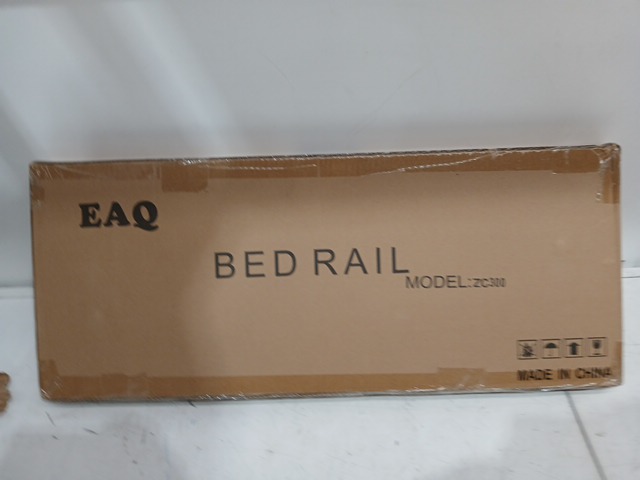 EAQ
BED RAIL
MODEL:ZC300
MADE IN CHINA